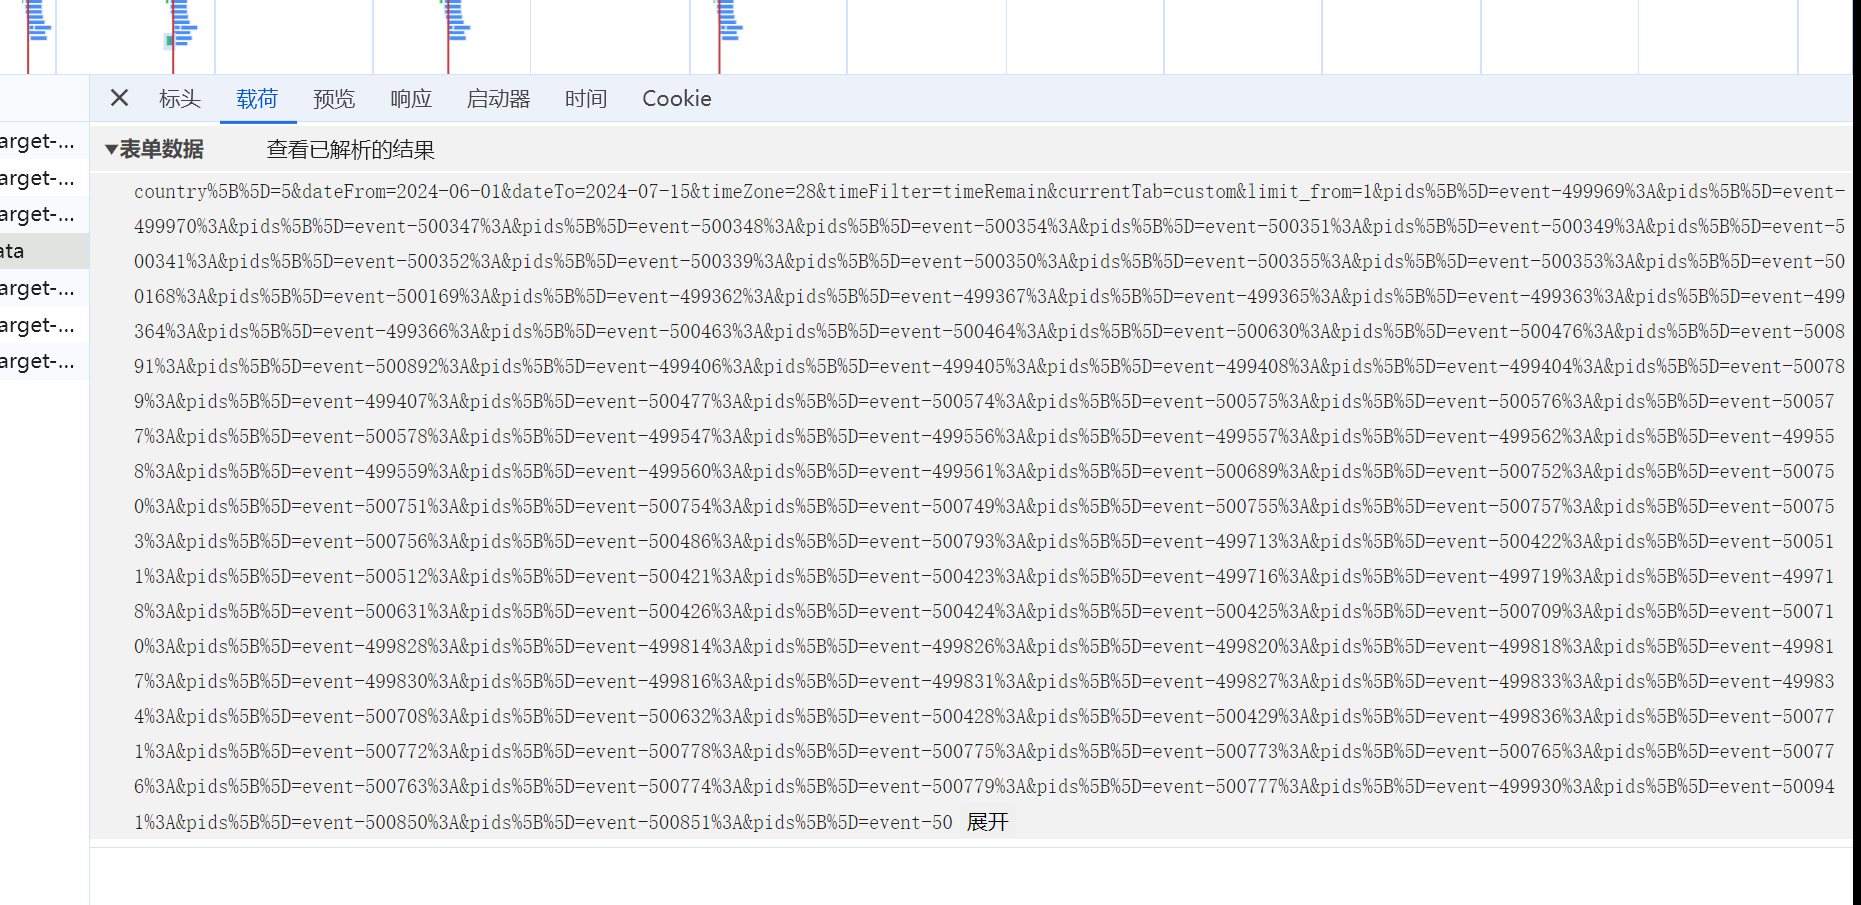 标头 载荷 预览 响应 启动器 时间 Cookie
arget-...
arget-...
arget-...
ata
arget-...
arget-...
arget-...
表单数据 查看已解析的结果
country%5B%5D=5&dateFrom=2024-06-01&dateTo=2024-07-15&timeZone=28&timeFilter=timeRemain&currentTab=custom&limit_from=1&pids%5B%5D=event-499969%3A&pids%5B%5D=event-
499970%3A&pids%5B%5D=event-500347%3A&pids%5B%5D=event-500348%3A&pids%5B%5D=event-500354%3A&pids%5B%5D=event-500351%3A&pids%5B%5D=event-500349%3A&pids%5B%5D=event-5
00341%3A&pids%5B%5D=event-500352%3A&pids%5B%5D=event-500339%3A&pids%5B%5D=event-500350%3A&pids%5B%5D=event-500355%3A&pids%5B%5D=event-500353%3A&pids%5B%5D=event-50
0168%3A&pids%5B%5D=event-500169%3A&pids%5B%5D=event-499362%3A&pids%5B%5D=event-499367%3A&pids%5B%5D=event-499365%3A&pids%5B%5D=event-499363%3A&pids%5B%5D=event-499
364%3A&pids%5B%5D=event-499366%3A&pids%5B%5D=event-500463%3A&pids%5B%5D=event-500464%3A&pids%5B%5D=event-500630%3A&pids%5B%5D=event-500476%3A&pids%5B%5D=event-5008
91%3A&pids%5B%5D=event-500892%3A&pids%5B%5D=event-499406%3A&pids%5B%5D=event-499405%3A&pids%5B%5D=event-499408%3A&pids%5B%5D=event-499404%3A&pids%5B%5D=event-50078
9%3A&pids%5B%5D=event-499407%3A&pids%5B%5D=event-500477%3A&pids%5B%5D=event-500574%3A&pids%5B%5D=event-500575%3A&pids%5B%5D=event-500576%3A&pids%5B%5D=event-50057
7%3A&pids%5B%5D=event-500578%3A&pids%5B%5D=event-499547%3A&pids%5B%5D=event-499556%3A&pids%5B%5D=event-499557%3A&pids%5B%5D=event-499562%3A&pids%5B%5D=event-49955
8%3A&pids%5B%5D=event-499559%3A&pids%5B%5D=event-499560%3A&pids%5B%5D=event-499561%3A&pids%5B%5D=event-500689%3A&pids%5B%5D=event-500752%3A&pids%5B%5D=event-50075
0%3A&pids%5B%5D=event-500751%3A&pids%5B%5D=event-500754%3A&pids%5B%5D=event-500749%3A&pids%5B%5D=event-500755%3A&pids%5B%5D=event-500757%3A&pids%5B%5D=event-50075
3%3A&pids%5B%5D=event-500756%3A&pids%5B%5D=event-500486%3A&pids%5B%5D=event-500793%3A&pids%5B%5D=event-499713%3A&pids%5B%5D=event-500422%3A&pids%5B%5D=event-50051
1%3A&pids%5B%5D=event-500512%3A&pids%5B%5D=event-500421%3A&pids%5B%5D=event-500423%3A&pids%5B%5D=event-499716%3A&pids%5B%5D=event-499719%3A&pids%5B%5D=event-49971
8%3A&pids%5B%5D=event-500631%3A&pids%5B%5D=event-500426%3A&pids%5B%5D=event-500424%3A&pids%5B%5D=event-500425%3A&pids%5B%5D=event-500709%3A&pids%5B%5D=event-50071
0%3A&pids%5B%5D=event-499828%3A&pids%5B%5D=event-499814%3A&pids%5B%5D=event-499826%3A&pids%5B%5D=event-499820%3A&pids%5B%5D=event-499818%3A&pids%5B%5D=event-49981
7%3A&pids%5B%5D=event-499830%3A&pids%5B%5D=event-499816%3A&pids%5B%5D=event-499831%3A&pids%5B%5D=event-499827%3A&pids%5B%5D=event-499833%3A&pids%5B%5D=event-49983
4%3A&pids%5B%5D=event-500708%3A&pids%5B%5D=event-500632%3A&pids%5B%5D=event-500428%3A&pids%5B%5D=event-500429%3A&pids%5B%5D=event-499836%3A&pids%5B%5D=event-50077
1%3A&pids%5B%5D=event-500772%3A&pids%5B%5D=event-500778%3A&pids%5B%5D=event-500775%3A&pids%5B%5D=event-500773%3A&pids%5B%5D=event-500765%3A&pids%5B%5D=event-50077
6%3A&pids%5B%5D=event-500763%3A&pids%5B%5D=event-500774%3A&pids%5B%5D=event-500779%3A&pids%5B%5D=event-500777%3A&pids%5B%5D=event-499930%3A&pids%5B%5D=event-50094
1%3A&pids%5B%5D=event-500850%3A&pids%5B%5D=event-500851%3A&pids%5B%5D=event-50 展开